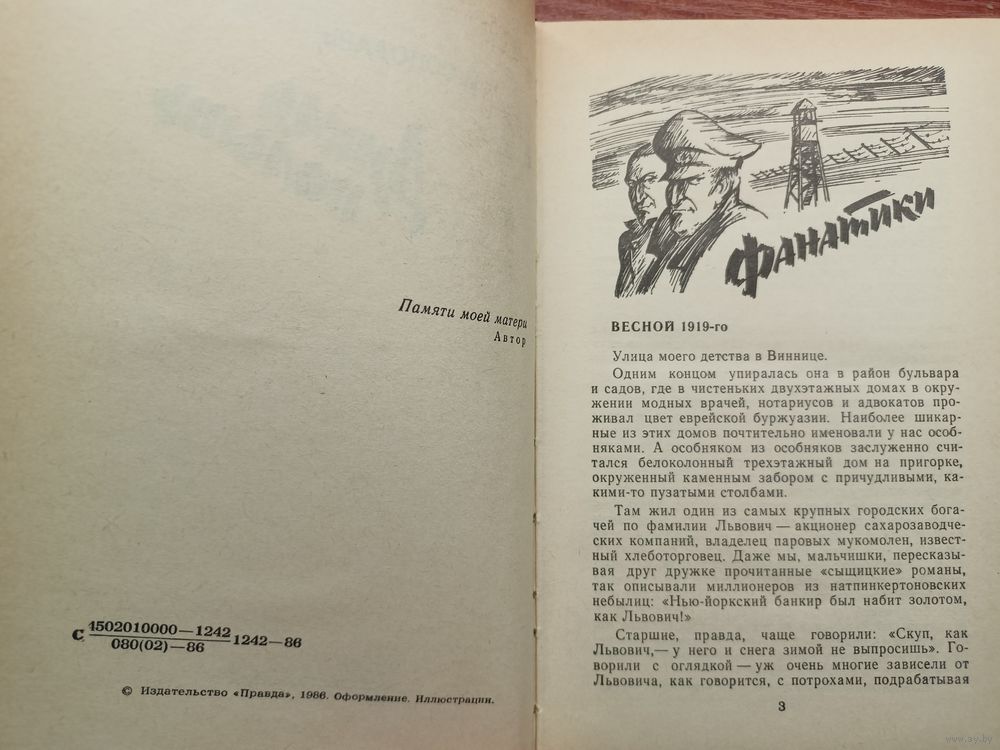 Памяти моей матери
Автор
С 4502010000—1242
080(02)—86
1242—86
© Издательство «Правда», 1986. Оформление. Иллюстрации.
Фанатики
ВЕСНОЙ 1919-го
Улица моего детства в Виннице.
Одним концом упиралась она в район бульвара
и садов, где в чистеньких двухэтажных домах в окру-
жении модных врачей, нотариусов и адвокатов про-
живал цвет еврейской буржуазии. Наиболее шикар-
ные из этих домов почтительно именовали у нас особ-
няками. А особняком из особняков заслуженно счи-
тался белоколонный трехэтажный дом на пригорке,
окруженный каменным забором с причудливыми, ка-
кими-то пузатыми столбами.
Там жил один из самых крупных городских бога-
чей по фамилии Львович — акционер сахарозаводче-
ских компаний, владелец паровых мукомолен, извест-
ный хлеботорговец. Даже мы, мальчишки, пересказы-
вая друг дружке прочитанные «сыщицкие» романы,
так описывали миллионеров из натпинкертоновских
небылиц: «Нью-йоркский банкир был набит золотом,
как Львович!»
Старшие, правда, чаще говорили: «Скуп, как
Львович,— у него и снега зимой не выпросишь». Го-
ворили с оглядкой — уж очень многие зависели от
Львовича, как говорится, с потрохами, подрабатывая
3
www.ay.by